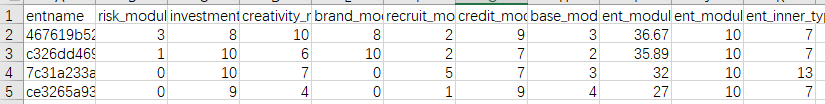 1 entname risk_modul investment creativity_r brand_mod recruit_mo credit_mod base_mod ent_modul ent_modul ent_inner_ty
2 467619b52 3 8 10 8 2 9 3 36.67 10 7
3 c326dd469 1 10 6 10 2 7 2 35.89 10 7
4 7c31a233a 0 10 7 0 5 7 3 32 10 13
5 ce3265a93 0 9 4 0 1 9 4 27 10 7